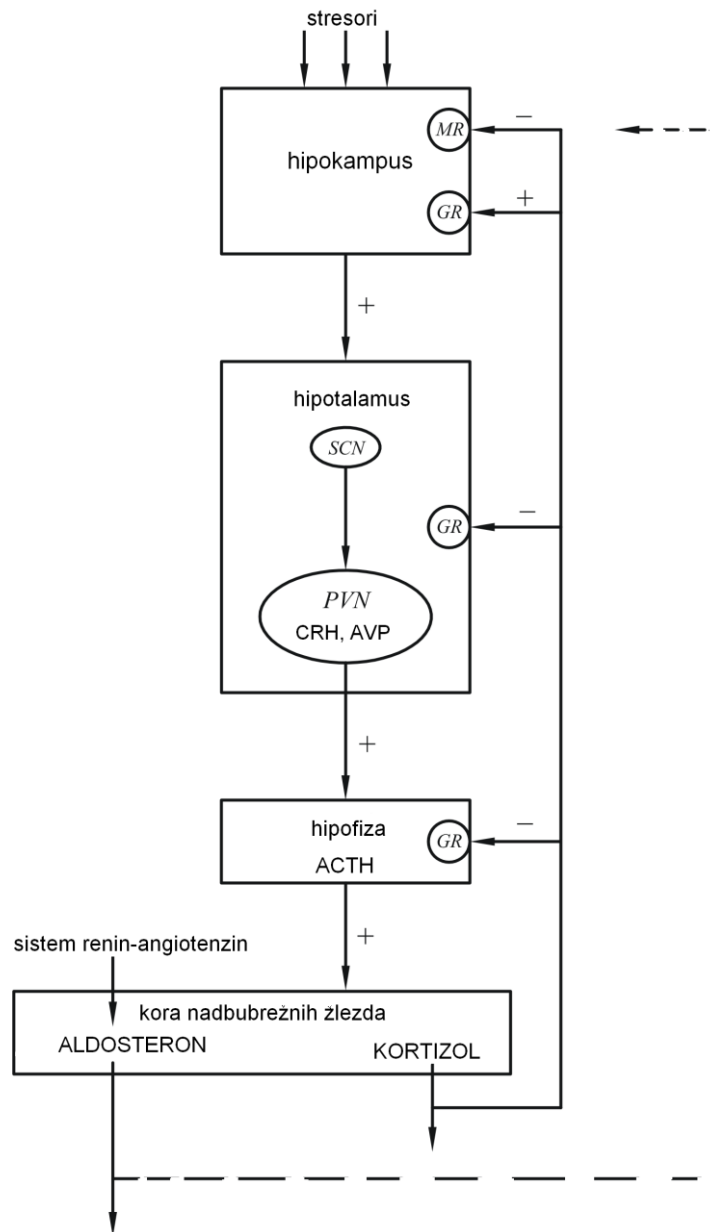 stresori
MR
−
hipokampus
GR
+
+
hipotalamus
SCN
GR
−
PVN
CRH, AVP
+
hipofiza
GR
−
ACTH
+
sistem renin-angiotenzin
kora nadbubrežnih žlezda
ALDOSTERON
KORTIZOL